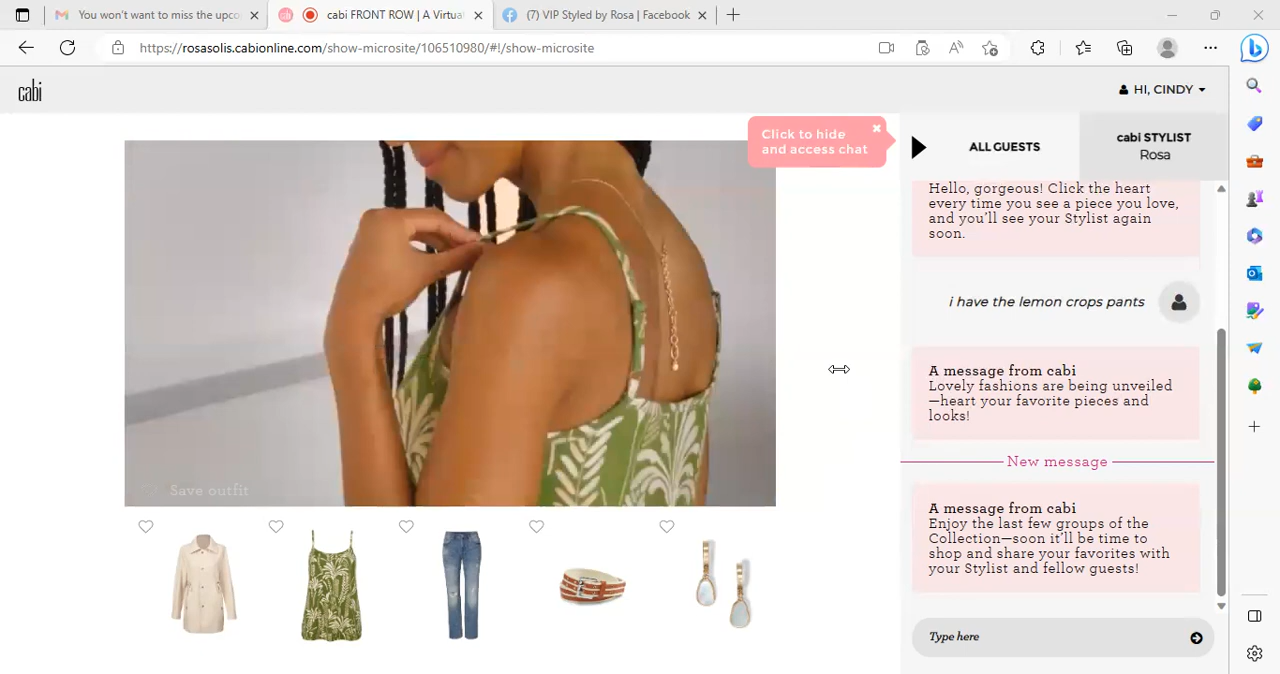 You won't want to miss the upco
cabi FRONT ROW | A Virtua
(7) VIP Styled by Rosa | Facebook
https://rosasolis.cabionline.com/show-microsite/106510980/#!/show-microsite
cabi
HI, CINDY
Click to hide
and access chat
ALL GUESTS
cabi STYLIST
Rosa
Hello, gorgeous! Click the heart
every time you see a piece you love,
and you'll see your Stylist again
soon.
i have the lemon crops pants
A message from cabi
Lovely fashions are being unveiled
—heart your favorite pieces and
looks!
New message
A message from cabi
Enjoy the last few groups of the
Collection—soon it'll be time to
shop and share your favorites with
your Stylist and fellow guests!
Save outfit
Type here